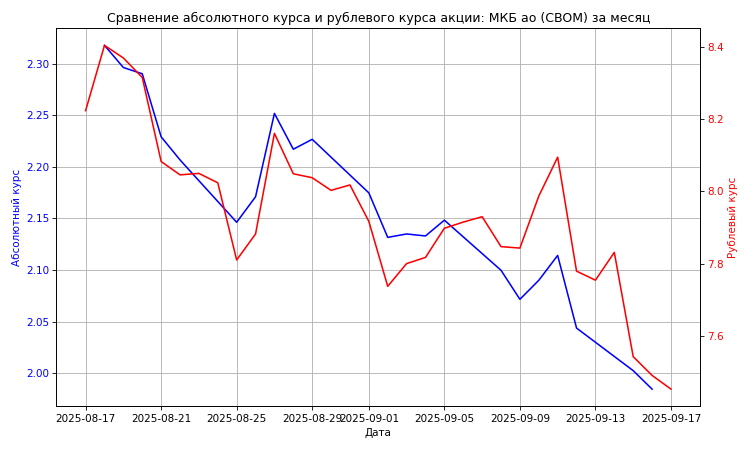 Сравнение абсолютного курса и рублевого курса акции: МКБ ао (CBOM) за месяц
Абсолютный курс
2.30
2.25
2.20
2.15
2.10
2.05
2.00
8.4
8.2
8.0
7.8
7.6
Рублевый курс
2025-08-17 2025-08-21 2025-08-25 2025-08-29 2025-09-01 2025-09-05 2025-09-09 2025-09-13 2025-09-17
Дата